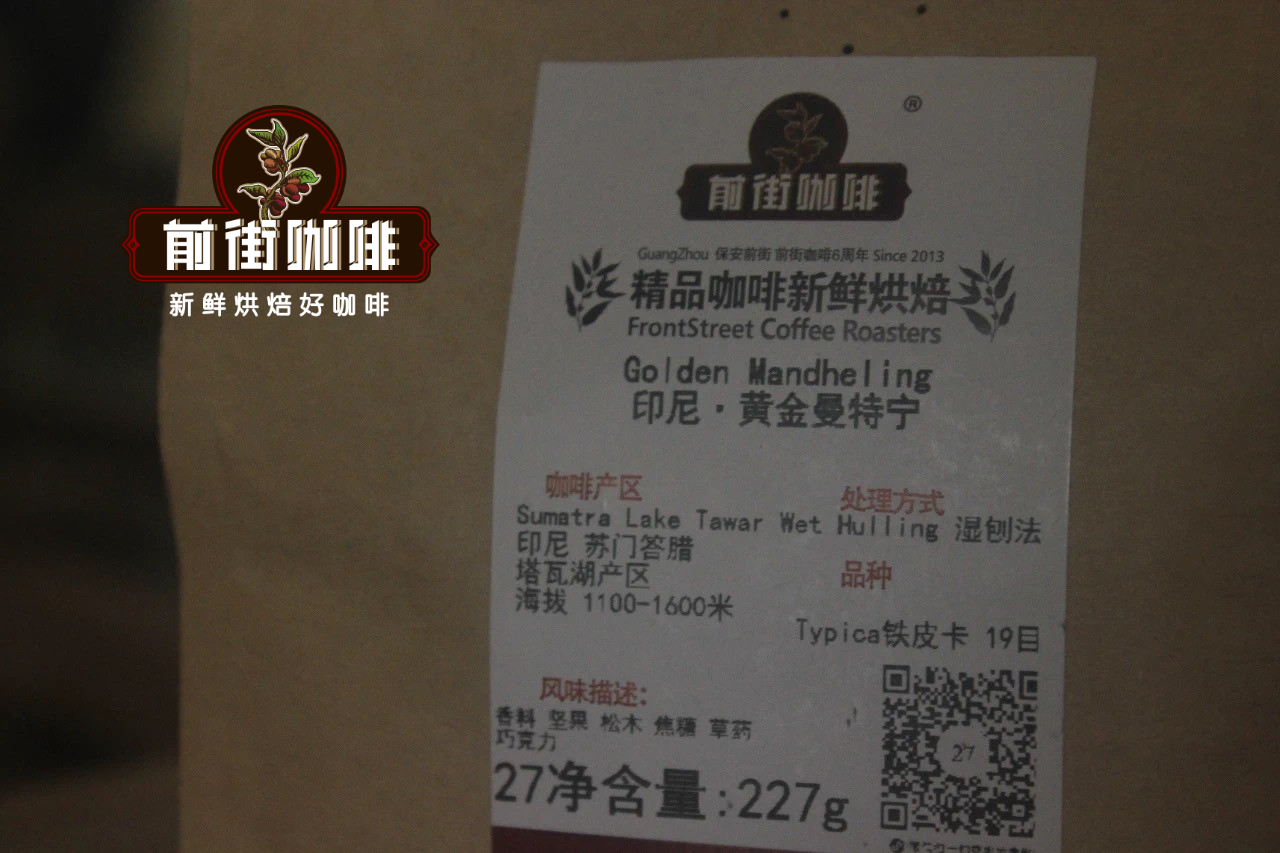 前街咖啡
新鲜烘焙好咖啡
®
前街咖啡
GuangZhou 保安前街 前街咖啡6周年 Since 2013
精品咖啡新鲜烘焙
FrontStreet Coffee Roasters
Golden Mandheling
印尼·黄金曼特宁
咖啡产区
处理方式
Sumatra Lake Tawar Wet Hulling 湿刨法
印尼 苏门答腊
塔瓦湖产区
品种
海拔 1100-1600米
Typica铁皮卡 19目
风味描述:
香料 坚果 松木 焦糖 草药
巧克力
27净含量:227g
27